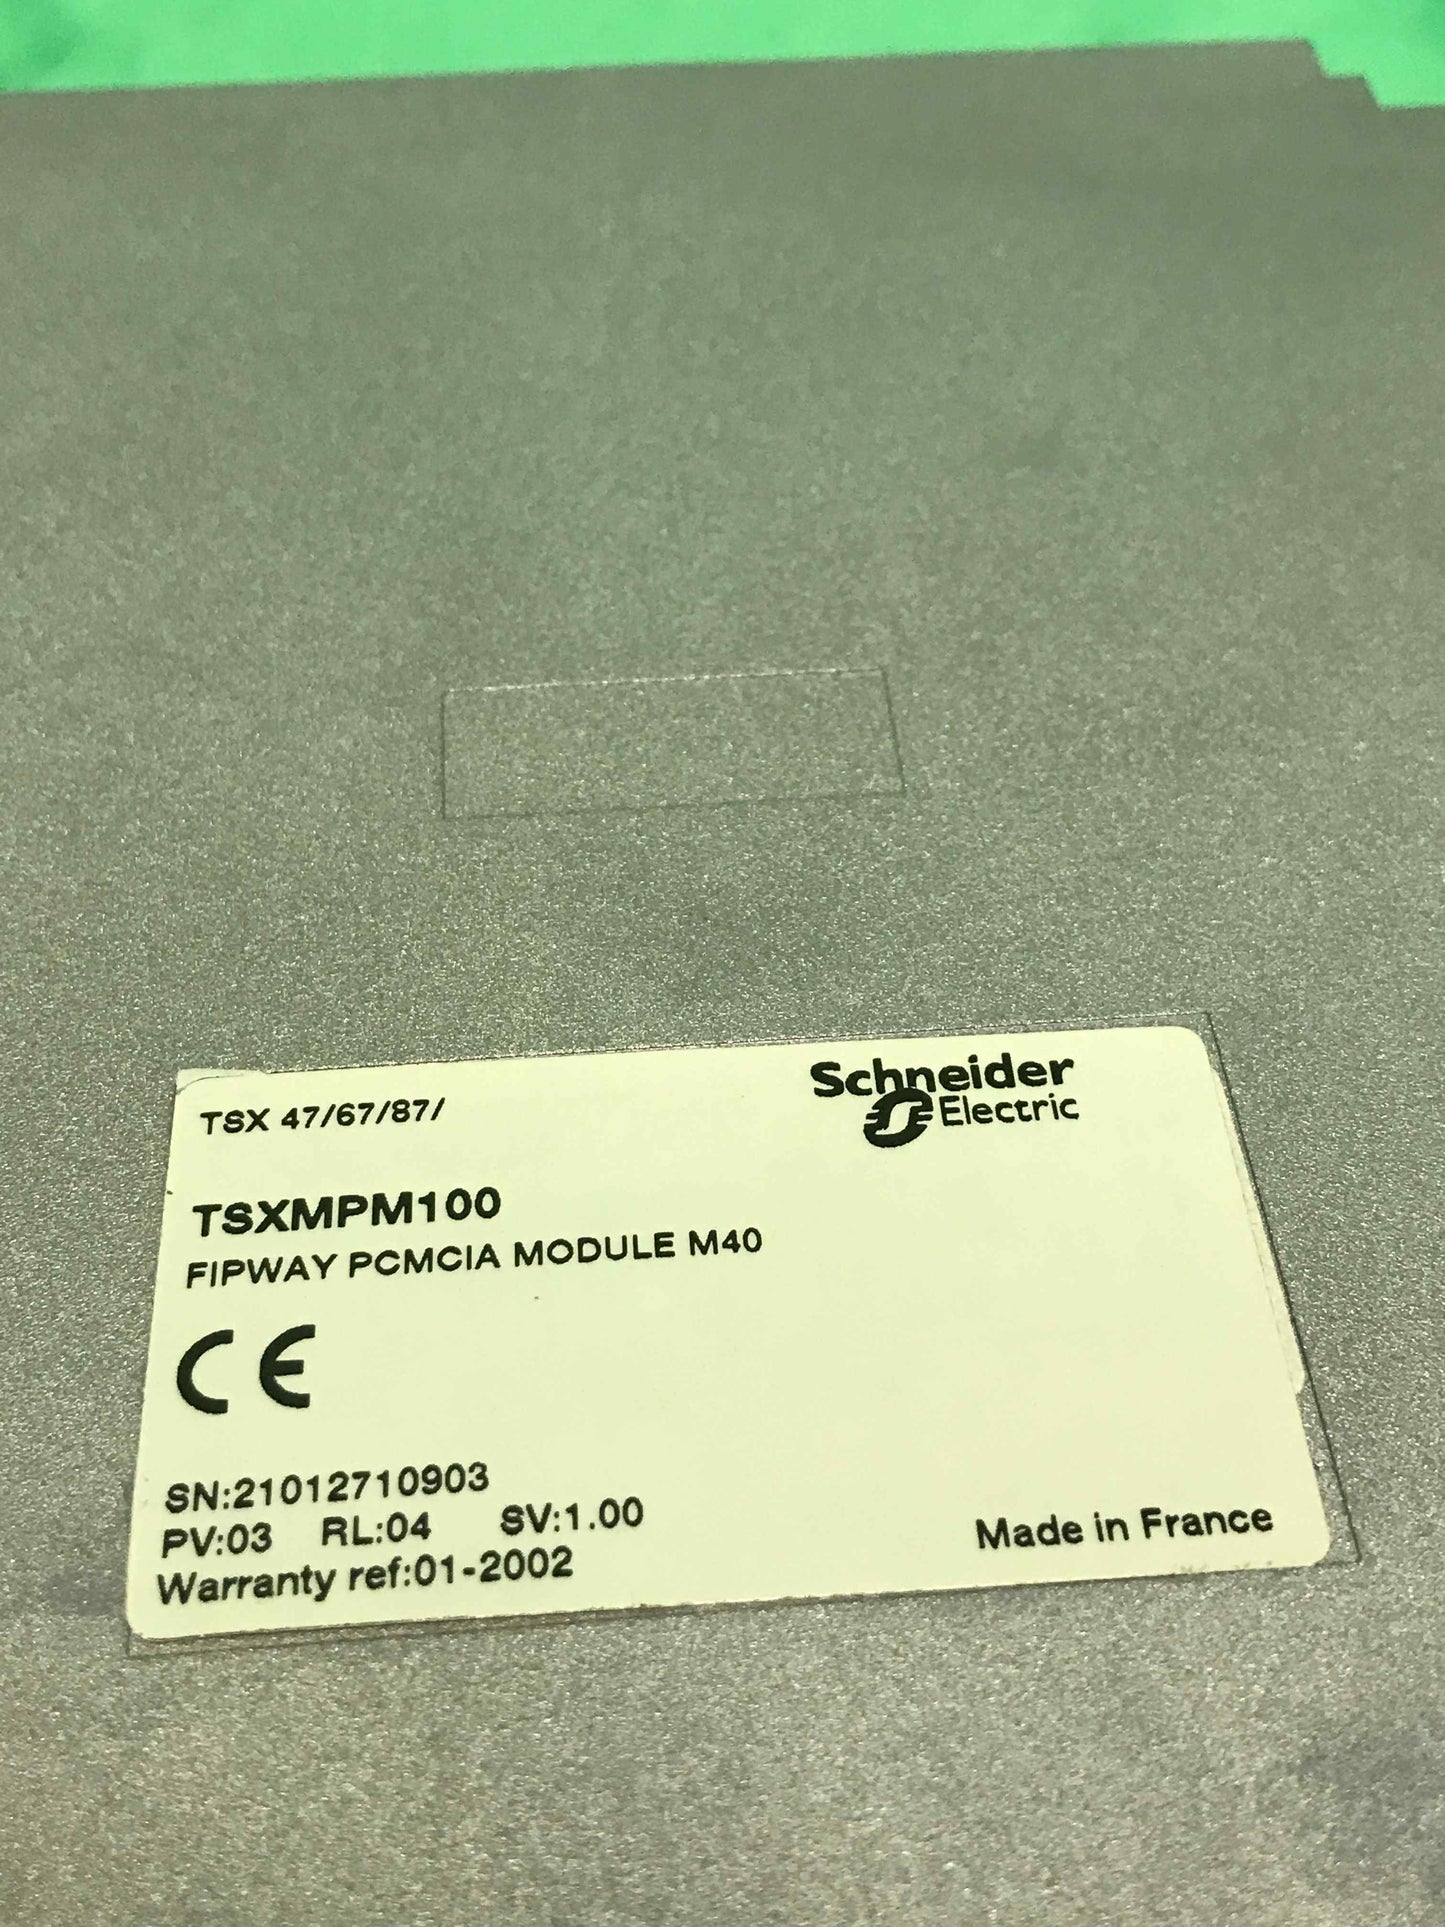 TSX 47/67/87/
Schneider
Electric
TSXMPM100
FIPWAY PCMCIA MODULE M40
CE
SN:21012710903
PV:03 RL:04 SV:1.00
Warranty ref:01-2002
Made in France